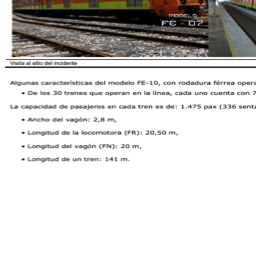 MODELO
FE - 07
Visita al sitio del incidente
Algunas características del modelo FE-10, con rodadura férrea opera
• De los 30 trenes que operan en la línea, cada uno cuenta con 7
La capacidad de pasajeros en cada tren es de: 1.475 pax (336 senta
• Ancho del vagón: 2,8 m,
• Longitud de la locomotora (FR): 20,50 m,
• Longitud del vagón (FN): 20 m,
• Longitud de un tren: 141 m.